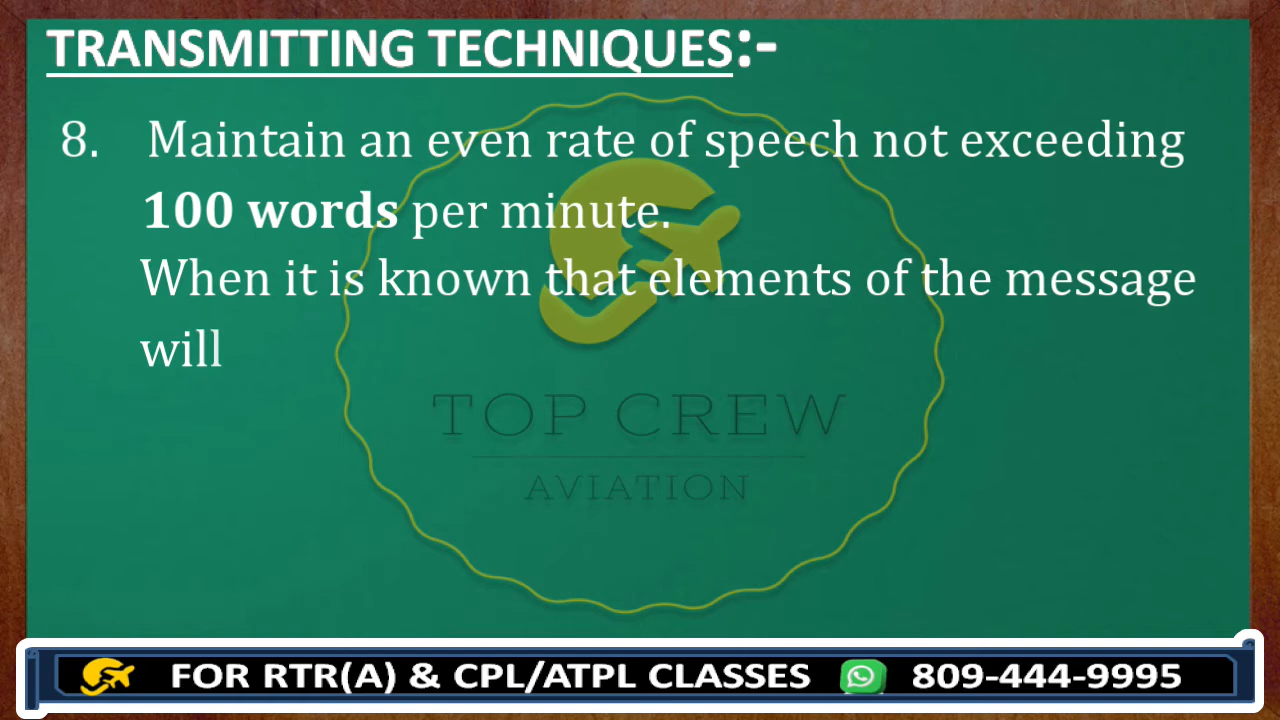 TRANSMITTING TECHNIQUES:-
8. Maintain an even rate of speech not exceeding
100 words per minute.
When it is known that elements of the message
will
TOP CREW
AVIATION
FOR RTR(A) & CPL/ATPL CLASSES 809-444-9995